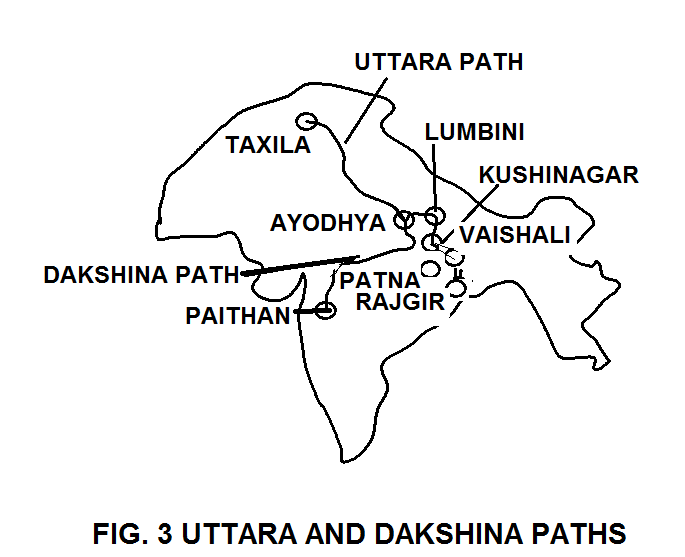 UTTARA PATH
LUMBINI
TAXILA
KUSHINAGAR
AYODHYA
VAISHALI
DAKSHINA PATH
PATNA
RAJGIR
PAITHAN
FIG. 3 UTTARA AND DAKSHINA PATHS